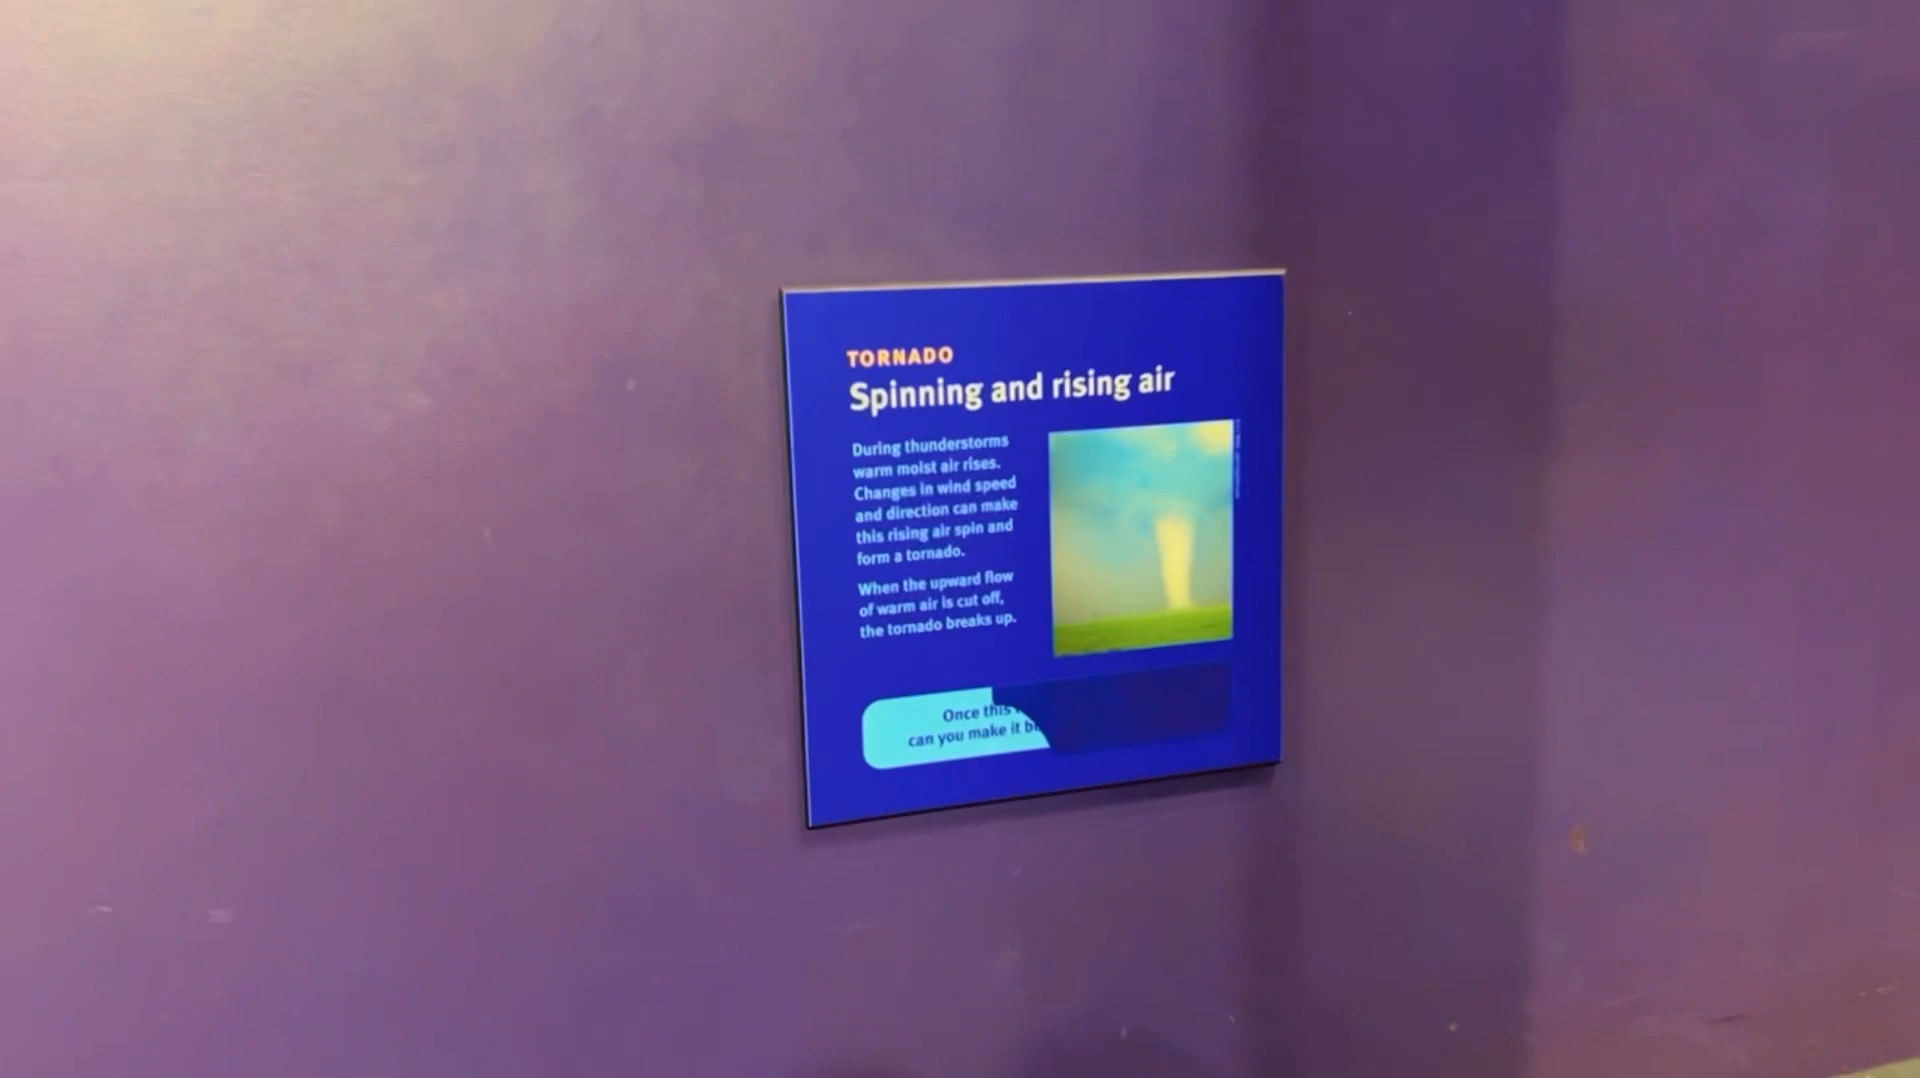 TORNADO
Spinning and rising air
During thunderstorms
warm moist air rises.
Changes in wind speed
and direction can make
this rising air spin and
form a tornado.
When the upward flow
of warm air is cut off,
the tornado breaks up.
Once this
can you make it